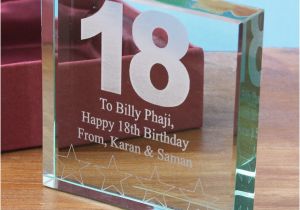 18
To Billy Phaji,
Happy 18th Birthday
From, Karan & Saman